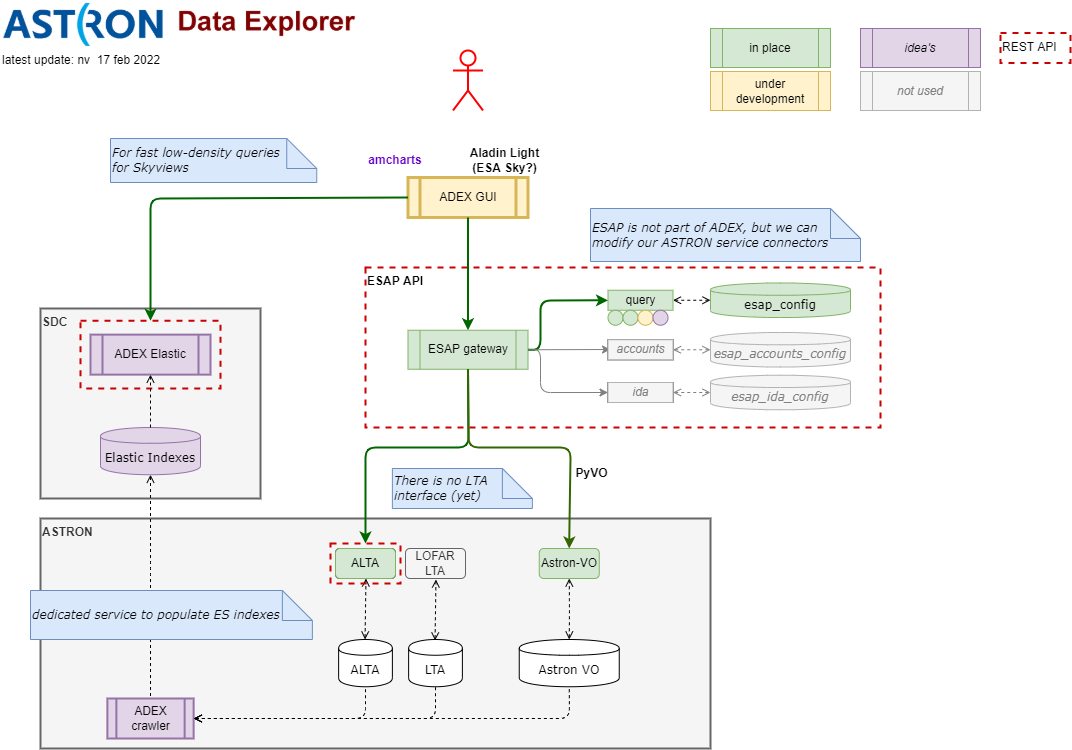 ASTRON Data Explorer
latest update: nv 17 feb 2022
in place
idea's
REST API
under
development
not used
For fast low-density queries
for Skyviews
amcharts
Aladin Light
(ESA Sky?)
ADEX GUI
ESAP is not part of ADEX, but we can
modify our ASTRON service connectors
ESAP API
query
esap_config
ESAP gateway
accounts
esap_accounts_config
ida
esap_ida_config
SDC
ADEX Elastic
Elastic Indexes
There is no LTA
interface (yet)
PyVO
ASTRON
ALTA
LOFAR
LTA
Astron-VO
dedicated service to populate ES indexes
ALTA
LTA
Astron VO
ADEX
crawler